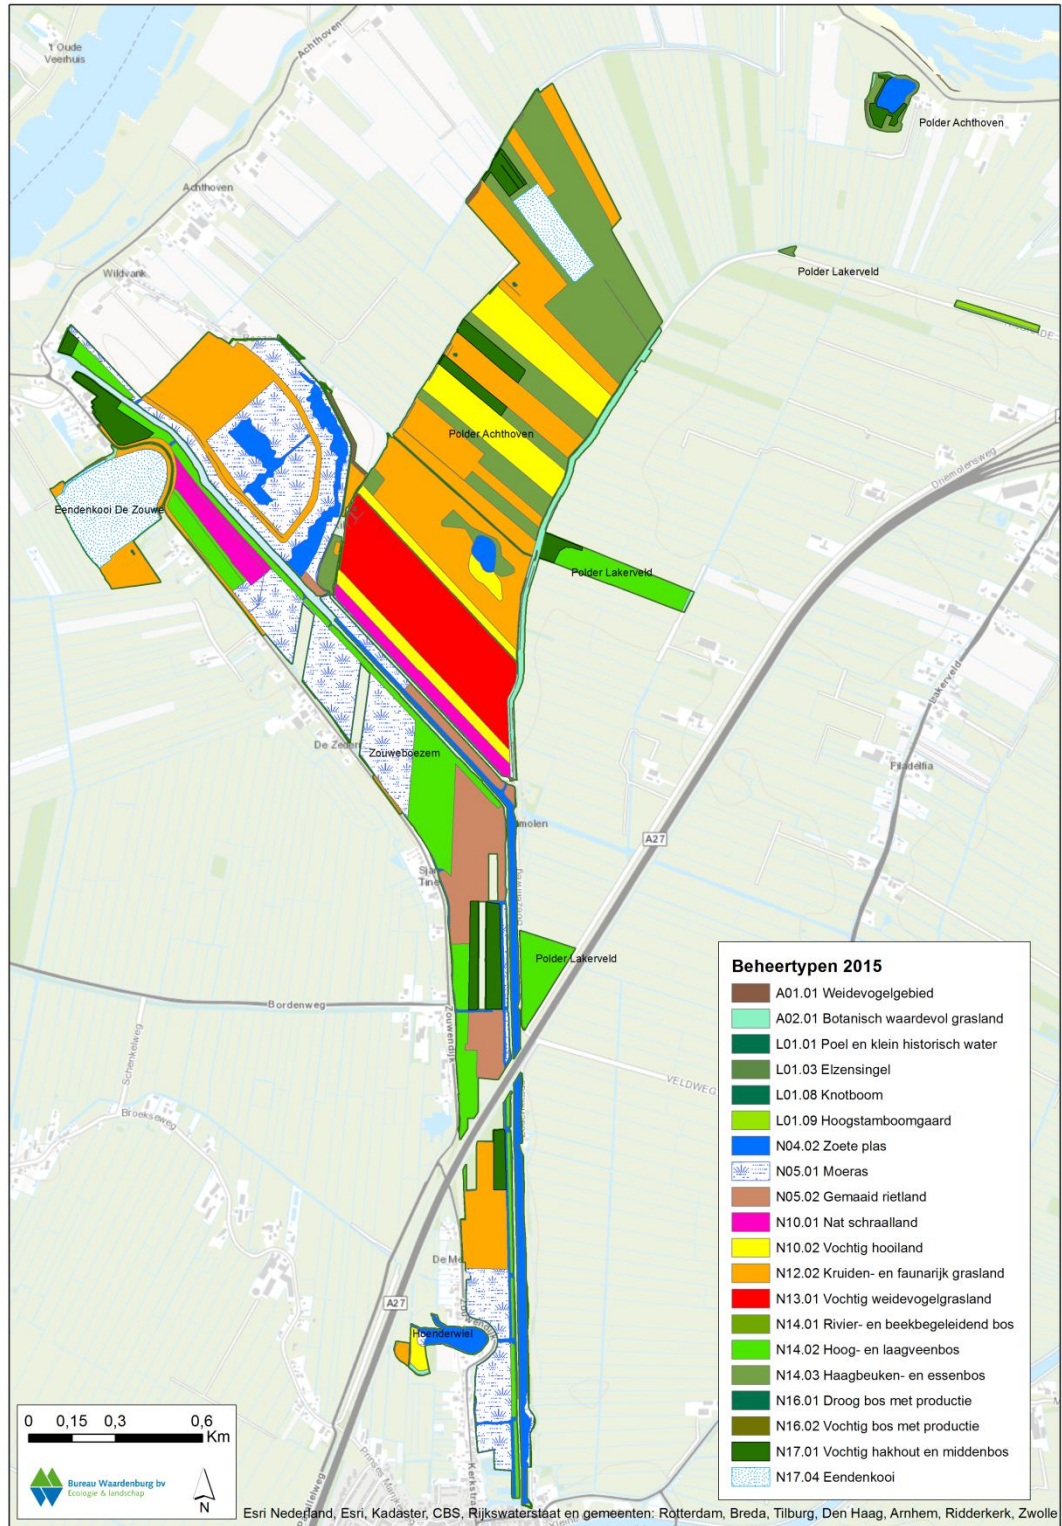 't Oude
Veerhuis
Achthoven
Polder Achthoven
Achthoven
Wildvank
Polder Lakerveld
Driemolensweg
Polder Achthoven
Eendenkooi De Zouwe
Polder Lakerveld
Lakerveld
De Zeden
Zouweboezem
Filadelfia
A27
Bordenweg
Zouwendijk
Polder Lakerveld
Schenkelweg
Broekseweg
VELDWEG
A27
Hoenderwiel
Zouwendijk
Kerkstraat
Beheertypen 2015
A01.01 Weidevogelgebied
A02.01 Botanisch waardevol grasland
L01.01 Poel en klein historisch water
L01.03 Elzensingel
L01.08 Knotboom
L01.09 Hoogstamboomgaard
N04.02 Zoete plas
N05.01 Moeras
N05.02 Gemaaid rietland
N10.01 Nat schraalland
N10.02 Vochtig hooiland
N12.02 Kruiden- en faunarijk grasland
N13.01 Vochtig weidevogelgrasland
N14.01 Rivier- en beekbegeleidend bos
N14.02 Hoog- en laagveenbos
N14.03 Haagbeuken- en essenbos
N16.01 Droog bos met productie
N16.02 Vochtig bos met productie
N17.01 Vochtig hakhout en middenbos
N17.04 Eendenkooi
0 0,15 0,3 0,6
Km
Bureau Waardenburg bv
Ecologie & landschap
N
Esri Nederland, Esri, Kadaster, CBS, Rijkswaterstaat en gemeenten: Rotterdam, Breda, Tilburg, Den Haag, Arnhem, Ridderkerk, Zwolle